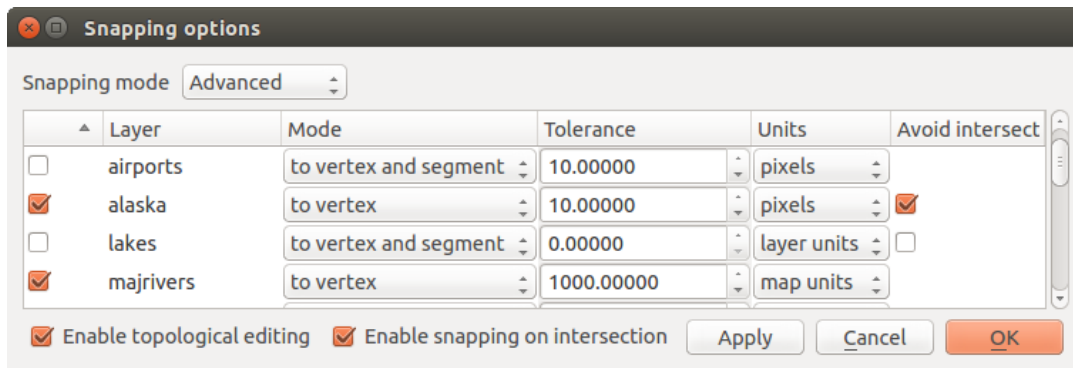 Snapping options
Snapping mode Advanced
Layer Mode Tolerance Units Avoid intersect
airports to vertex and segment 10.00000 pixels
alaska to vertex 10.00000 pixels
lakes to vertex and segment 0.00000 layer units
majrivers to vertex 1000.00000 map units
Enable topological editing Enable snapping on intersection Apply Cancel OK